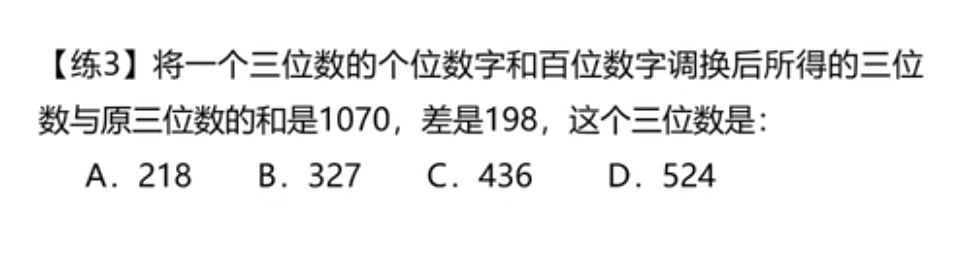 【练3】将一个三位数的个位数字和百位数字调换后所得的三位
数与原三位数的和是1070，差是198，这个三位数是：
A．218 B．327 C．436 D．524